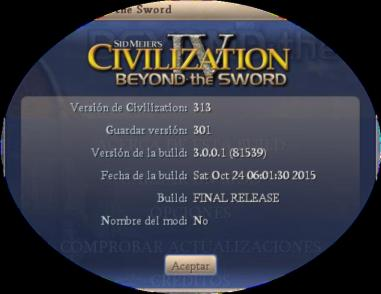 the Sword
SID MEIER'S
CIVILIZATION IV
BEYOND the SWORD
Versión de Civilization: 313
Guardar versión: 301
Versión de la build: 3.0.0.1 (81539)
Fecha de la build: Sat Oct 24 06:01:30 2015
Build: FINAL RELEASE
OPCIONES
Nombre del mod: No
COMPROBAR ACTUALIZACIONES
Aceptar
CRÉDITOS